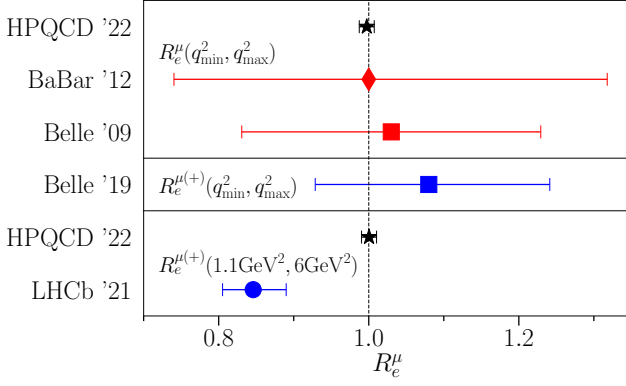 HPQCD '22
R_e^μ(q²_min, q²_max)
BaBar '12
Belle '09
Belle '19
R_e^{μ(+)}(q²_min, q²_max)
HPQCD '22
R_e^{μ(+)}(1.1GeV², 6GeV²)
LHCb '21
0.8 1.0 1.2
R_e^μ